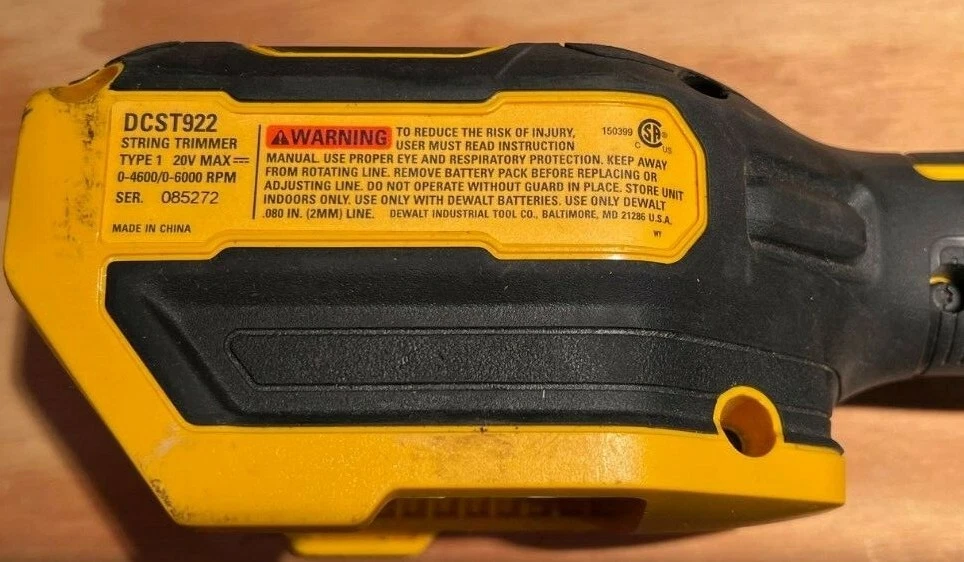 DCST922
STRING TRIMMER
TYPE 1 20V MAX⎓
0-4600/0-6000 RPM
SER. 085272
MADE IN CHINA
⚠WARNING TO REDUCE THE RISK OF INJURY,
USER MUST READ INSTRUCTION
MANUAL. USE PROPER EYE AND RESPIRATORY PROTECTION. KEEP AWAY
FROM ROTATING LINE. REMOVE BATTERY PACK BEFORE REPLACING OR
ADJUSTING LINE. DO NOT OPERATE WITHOUT GUARD IN PLACE. STORE UNIT
INDOORS ONLY. USE ONLY WITH DEWALT BATTERIES. USE ONLY DEWALT
.080 IN. (2MM) LINE. DEWALT INDUSTRIAL TOOL CO., BALTIMORE, MD 21286 U.S.A.
150399 C SA® US
WY